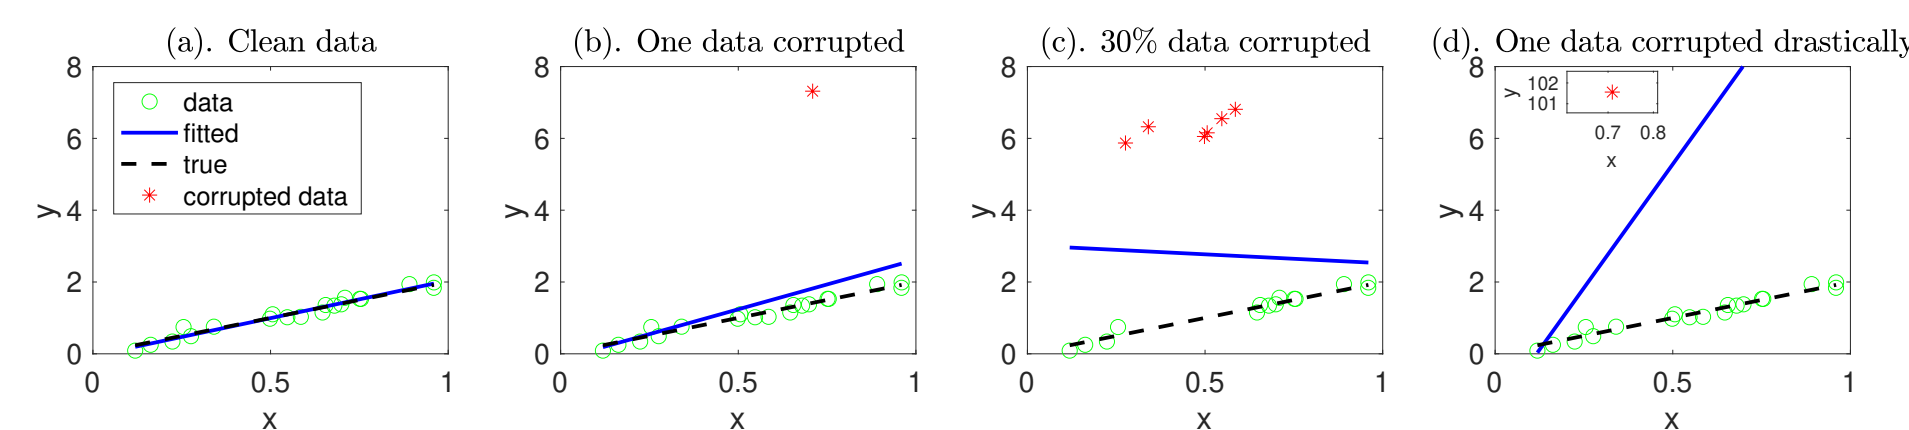 (a). Clean data
8
6
4
2
0
0 0.5 1
y
x
data
fitted
true
corrupted data
(b). One data corrupted
8
6
4
2
0
0 0.5 1
y
x
(c). 30% data corrupted
8
6
4
2
0
0 0.5 1
y
x
(d). One data corrupted drastically
8
6
4
2
0
0 0.5 1
y
x
102
101
0.7 0.8
y
x